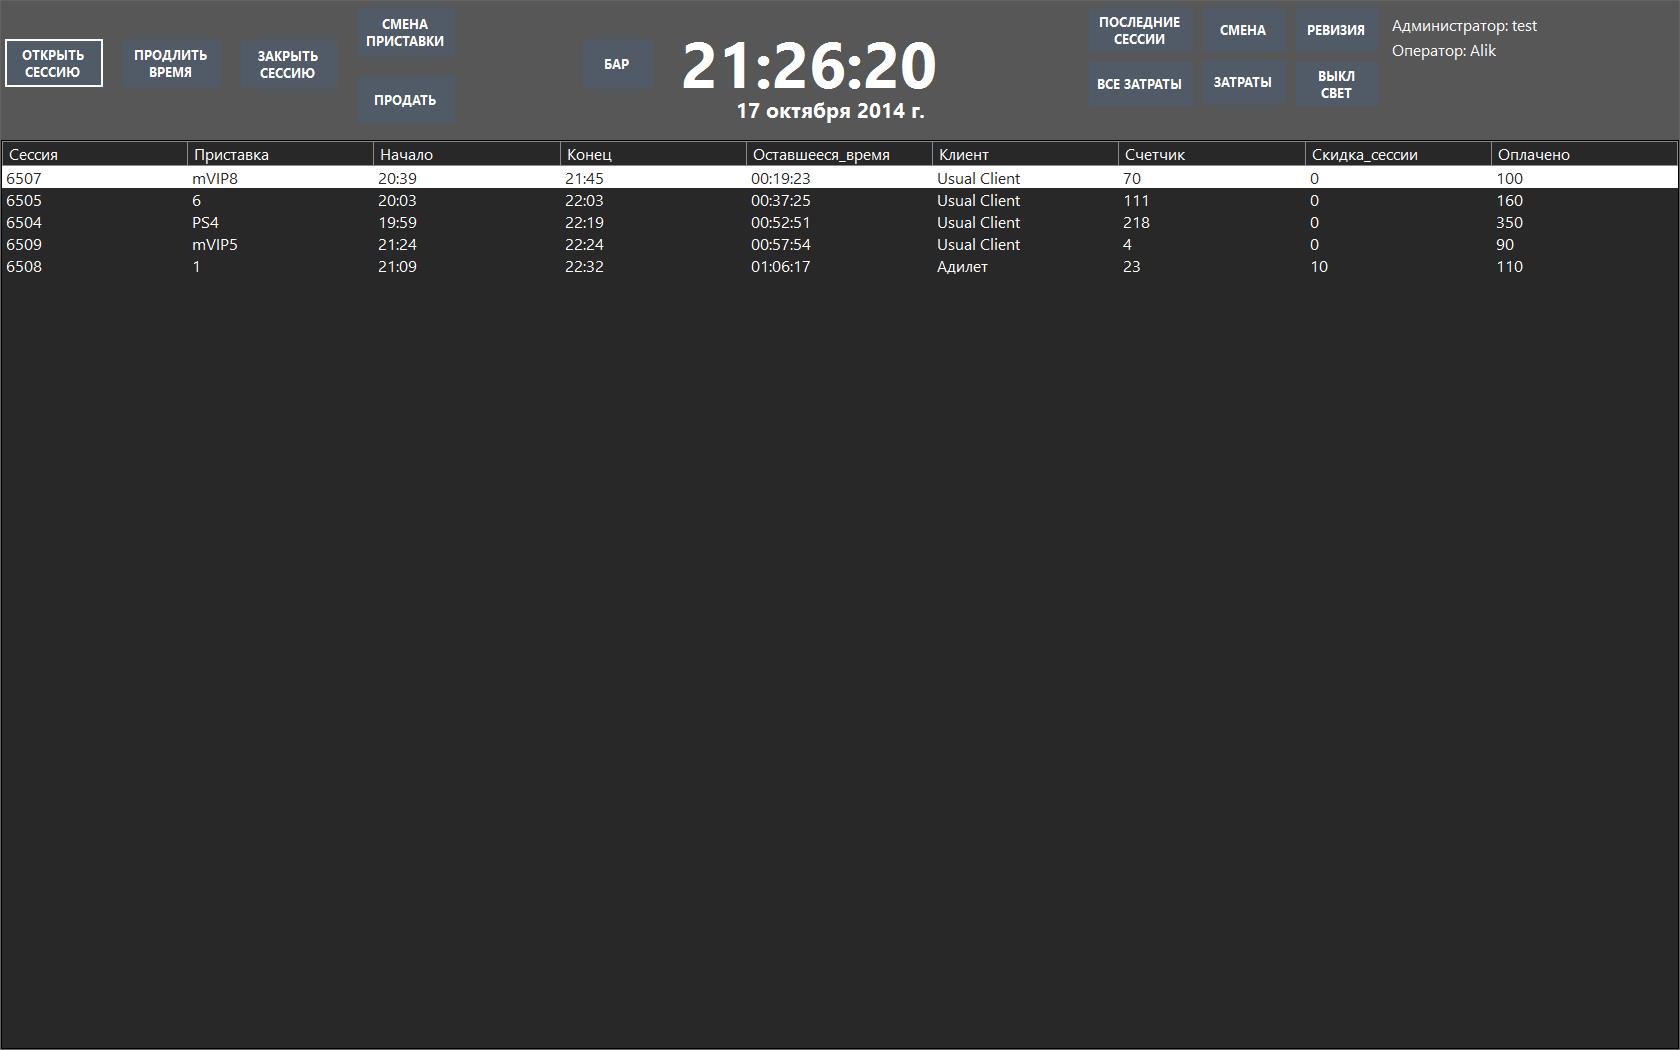 ОТКРЫТЬ
СЕССИЮ
ПРОДЛИТЬ
ВРЕМЯ
ЗАКРЫТЬ
СЕССИЮ
СМЕНА
ПРИСТАВКИ
ПРОДАТЬ
БАР
21:26:20
17 октября 2014 г.
ПОСЛЕДНИЕ
СЕССИИ
СМЕНА
РЕВИЗИЯ
ВСЕ ЗАТРАТЫ
ЗАТРАТЫ
ВЫКЛ
СВЕТ
Администратор: test
Оператор: Alik
Сессия Приставка Начало Конец Оставшееся_время Клиент Счетчик Скидка_сессии Оплачено
6507 mVIP8 20:39 21:45 00:19:23 Usual Client 70 0 100
6505 6 20:03 22:03 00:37:25 Usual Client 111 0 160
6504 PS4 19:59 22:19 00:52:51 Usual Client 218 0 350
6509 mVIP5 21:24 22:24 00:57:54 Usual Client 4 0 90
6508 1 21:09 22:32 01:06:17 Адилет 23 10 110